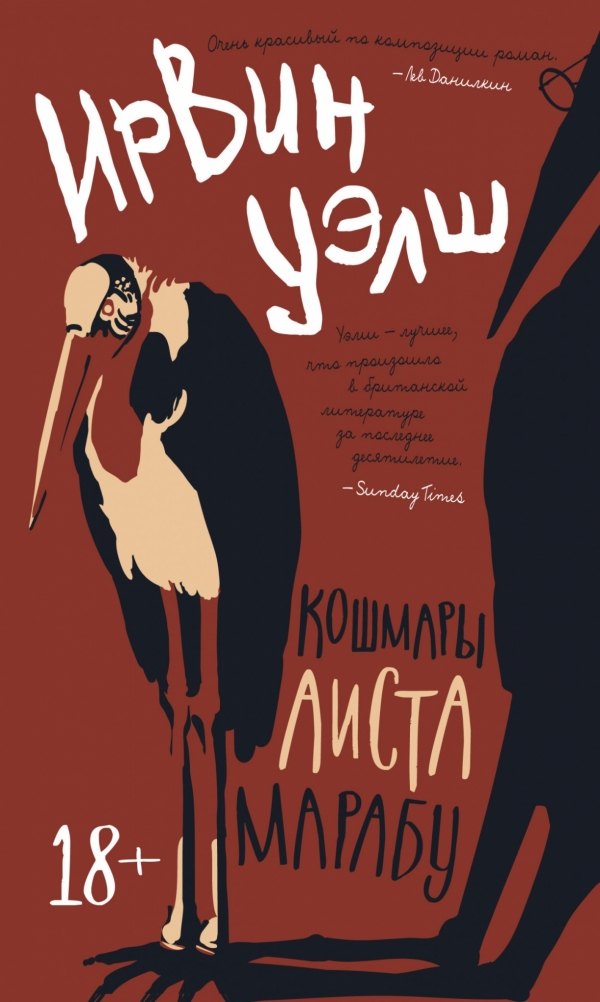 Очень красивый по композиции роман.
—Лев Данилкин
Ирвин
Уэлш
Уэлш – лучшее,
что произошло
в британской
литературе
за последнее
десятилетие.
—Sunday Times
КОШМАРЫ
АИСТА
МАРАБУ
18+